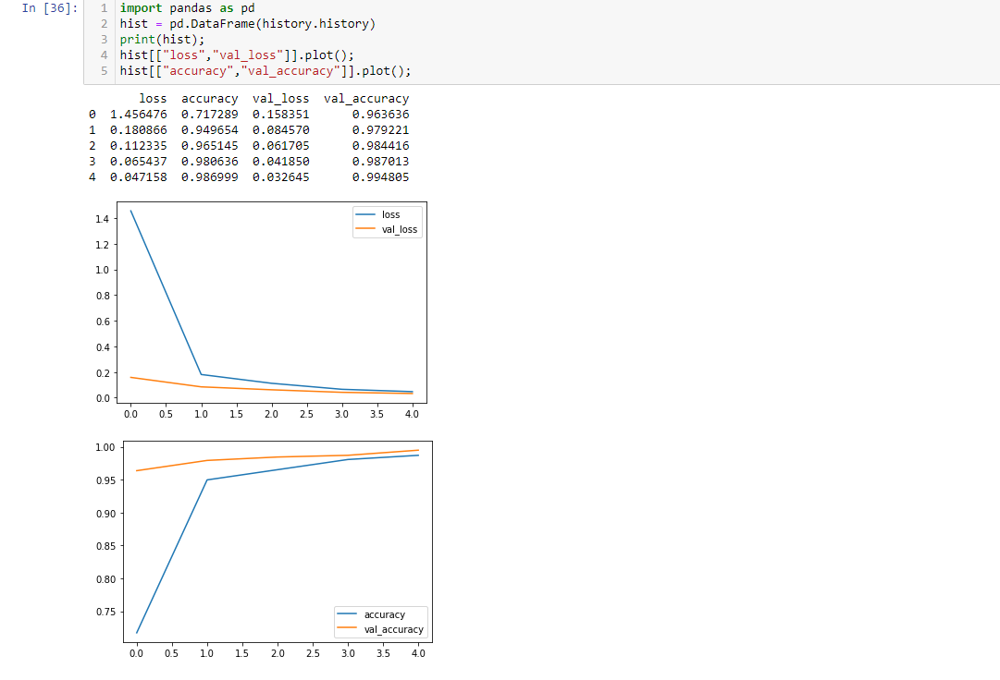 In [36]:
1 import pandas as pd
2 hist = pd.DataFrame(history.history)
3 print(hist);
4 hist[["loss","val_loss"]].plot();
5 hist[["accuracy","val_accuracy"]].plot();
loss accuracy val_loss val_accuracy
0 1.456476 0.717289 0.158351 0.963636
1 0.180866 0.949654 0.084570 0.979221
2 0.112335 0.965145 0.061705 0.984416
3 0.065437 0.980636 0.041850 0.987013
4 0.047158 0.986999 0.032645 0.994805
loss
val_loss
1.4
1.2
1.0
0.8
0.6
0.4
0.2
0.0
0.0 0.5 1.0 1.5 2.0 2.5 3.0 3.5 4.0
1.00
0.95
0.90
0.85
0.80
0.75
accuracy
val_accuracy
0.0 0.5 1.0 1.5 2.0 2.5 3.0 3.5 4.0